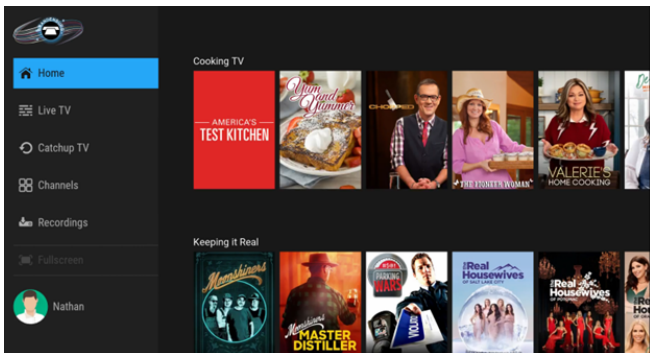 Home
Live TV
Catchup TV
Channels
Recordings
Fullscreen
Nathan
Cooking TV
AMERICA'S
TEST KITCHEN
Yum
and
Yummer
CHOPPED
THE PIONEER WOMAN
VALERIE'S
HOME COOKING
Keeping it Real
Moonshiners
Moonshiners
MASTER
DISTILLER
PARKING
WARS
THE Real
Housewives
OF SALT LAKE CITY
THE Real
Housewives
OF POTOMAC